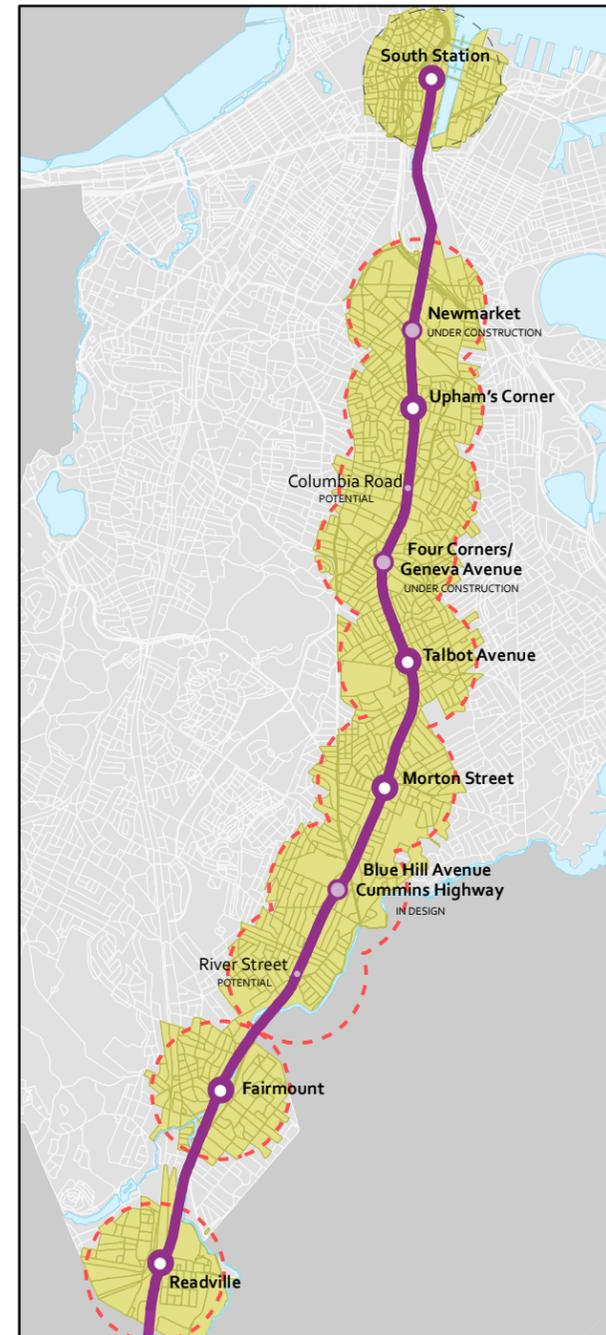 South Station
Newmarket
UNDER CONSTRUCTION
Upham's Corner
Columbia Road
POTENTIAL
Four Corners/
Geneva Avenue
UNDER CONSTRUCTION
Talbot Avenue
Morton Street
Blue Hill Avenue
Cummins Highway
IN DESIGN
River Street
POTENTIAL
Fairmount
Readville